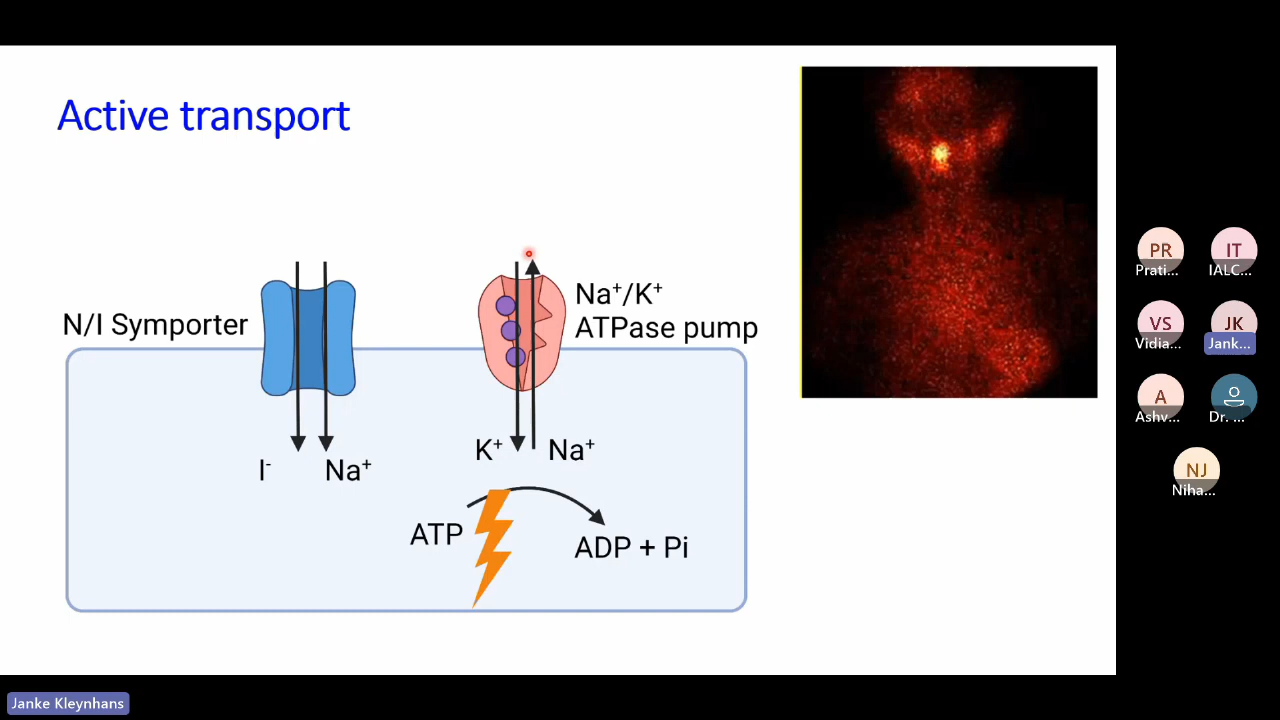 Active transport
N/I Symporter
Na⁺/K⁺
ATPase pump
I⁻
Na⁺
K⁺
Na⁺
ATP
ADP + Pi
PR
Prati...
IT
IALC...
VS
Vidia...
JK
Jank...
A
Ashv...
Dr. ...
NJ
Niha...
Janke Kleynhans